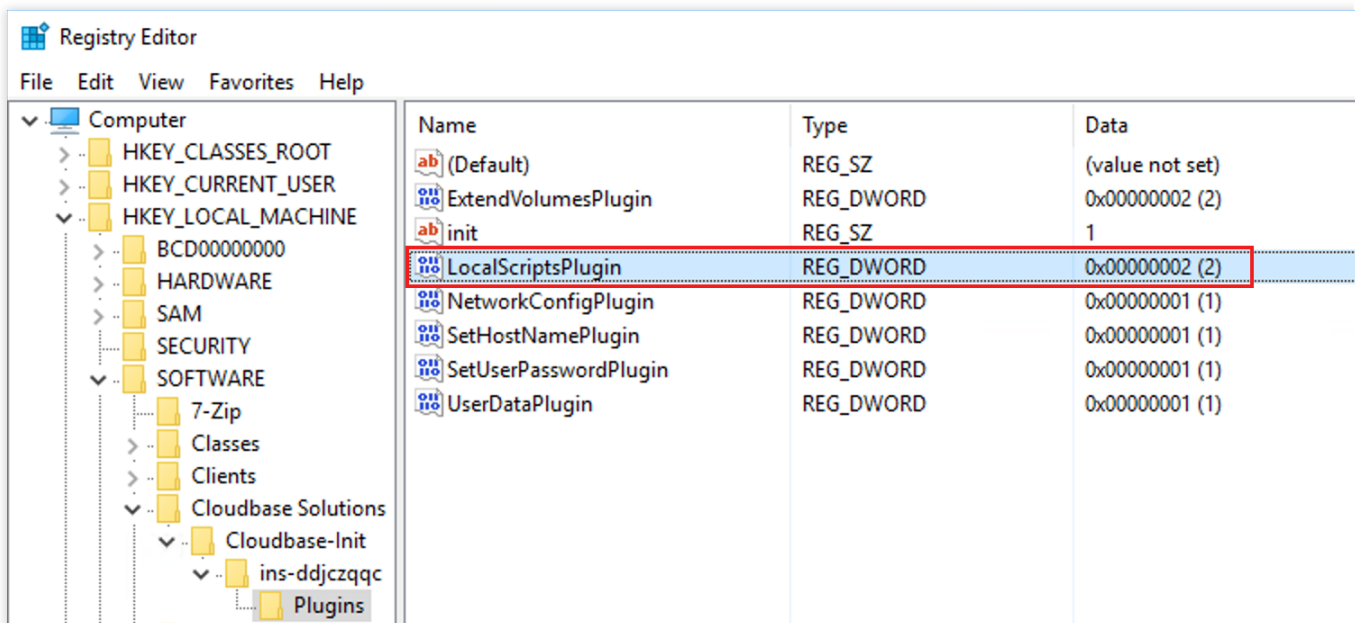 Registry Editor
File Edit View Favorites Help
Computer
HKEY_CLASSES_ROOT
HKEY_CURRENT_USER
HKEY_LOCAL_MACHINE
BCD00000000
HARDWARE
SAM
SECURITY
SOFTWARE
7-Zip
Classes
Clients
Cloudbase Solutions
Cloudbase-Init
ins-ddjczqqc
Plugins
Name Type Data
(Default) REG_SZ (value not set)
ExtendVolumesPlugin REG_DWORD 0x00000002 (2)
init REG_SZ 1
LocalScriptsPlugin REG_DWORD 0x00000002 (2)
NetworkConfigPlugin REG_DWORD 0x00000001 (1)
SetHostNamePlugin REG_DWORD 0x00000001 (1)
SetUserPasswordPlugin REG_DWORD 0x00000001 (1)
UserDataPlugin REG_DWORD 0x00000001 (1)